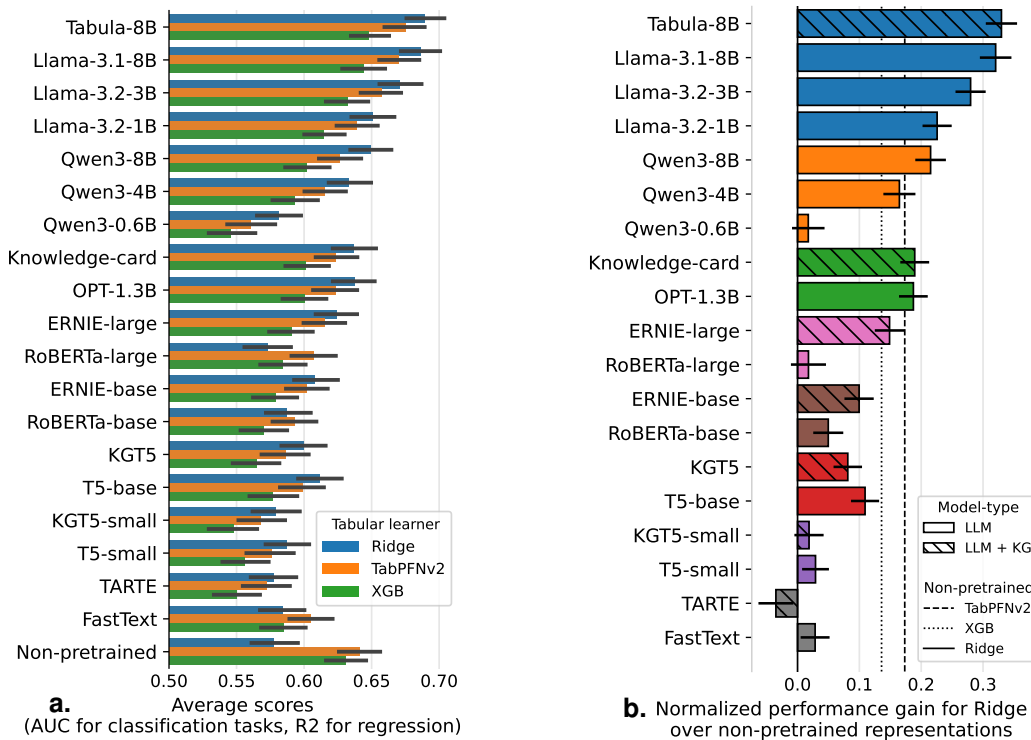 Tabula-8B
Llama-3.1-8B
Llama-3.2-3B
Llama-3.2-1B
Qwen3-8B
Qwen3-4B
Qwen3-0.6B
Knowledge-card
OPT-1.3B
ERNIE-large
RoBERTa-large
ERNIE-base
RoBERTa-base
KGT5
T5-base
KGT5-small
T5-small
TARTE
FastText
Non-pretrained
Tabular learner
Ridge
TabPFNv2
XGB
0.50 0.55 0.60 0.65 0.70
a.
Average scores
(AUC for classification tasks, R2 for regression)
Tabula-8B
Llama-3.1-8B
Llama-3.2-3B
Llama-3.2-1B
Qwen3-8B
Qwen3-4B
Qwen3-0.6B
Knowledge-card
OPT-1.3B
ERNIE-large
RoBERTa-large
ERNIE-base
RoBERTa-base
KGT5
T5-base
KGT5-small
T5-small
TARTE
FastText
Model-type
LLM
LLM + KG
Non-pretrained
TabPFNv2
XGB
Ridge
0.0 0.1 0.2 0.3
b.
Normalized performance gain for Ridge
over non-pretrained representations